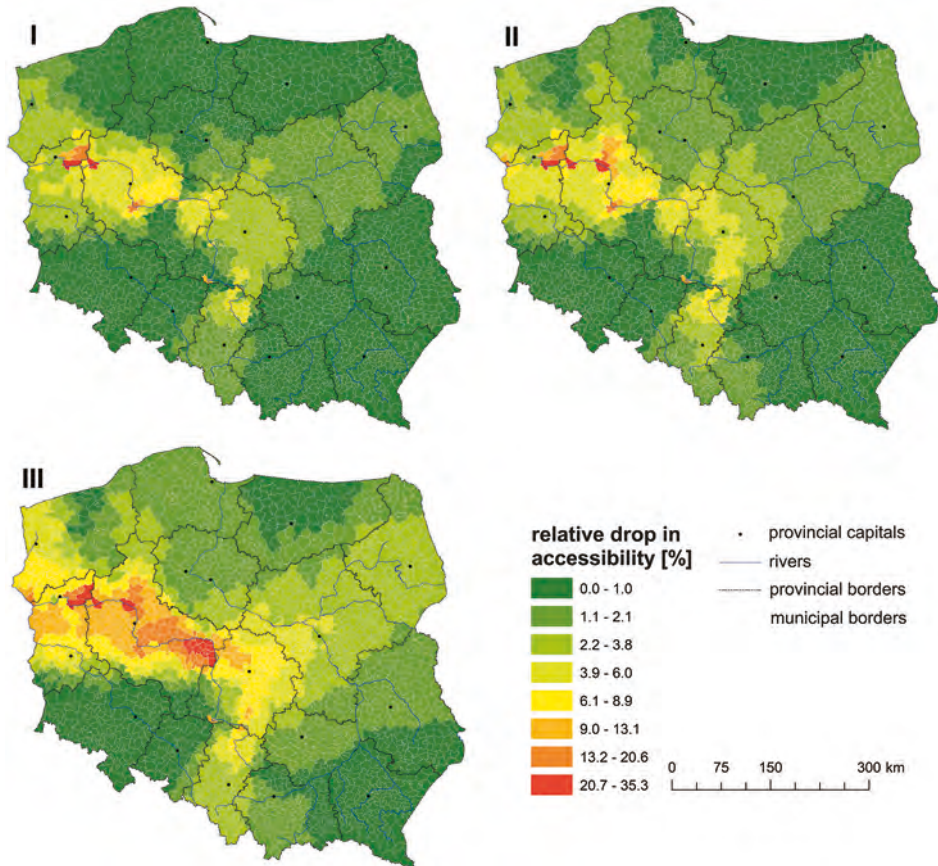 I
II
III
relative drop in
accessibility [%]
0.0 - 1.0
1.1 - 2.1
2.2 - 3.8
3.9 - 6.0
6.1 - 8.9
9.0 - 13.1
13.2 - 20.6
20.7 - 35.3
provincial capitals
rivers
provincial borders
municipal borders
0 75 150 300 km